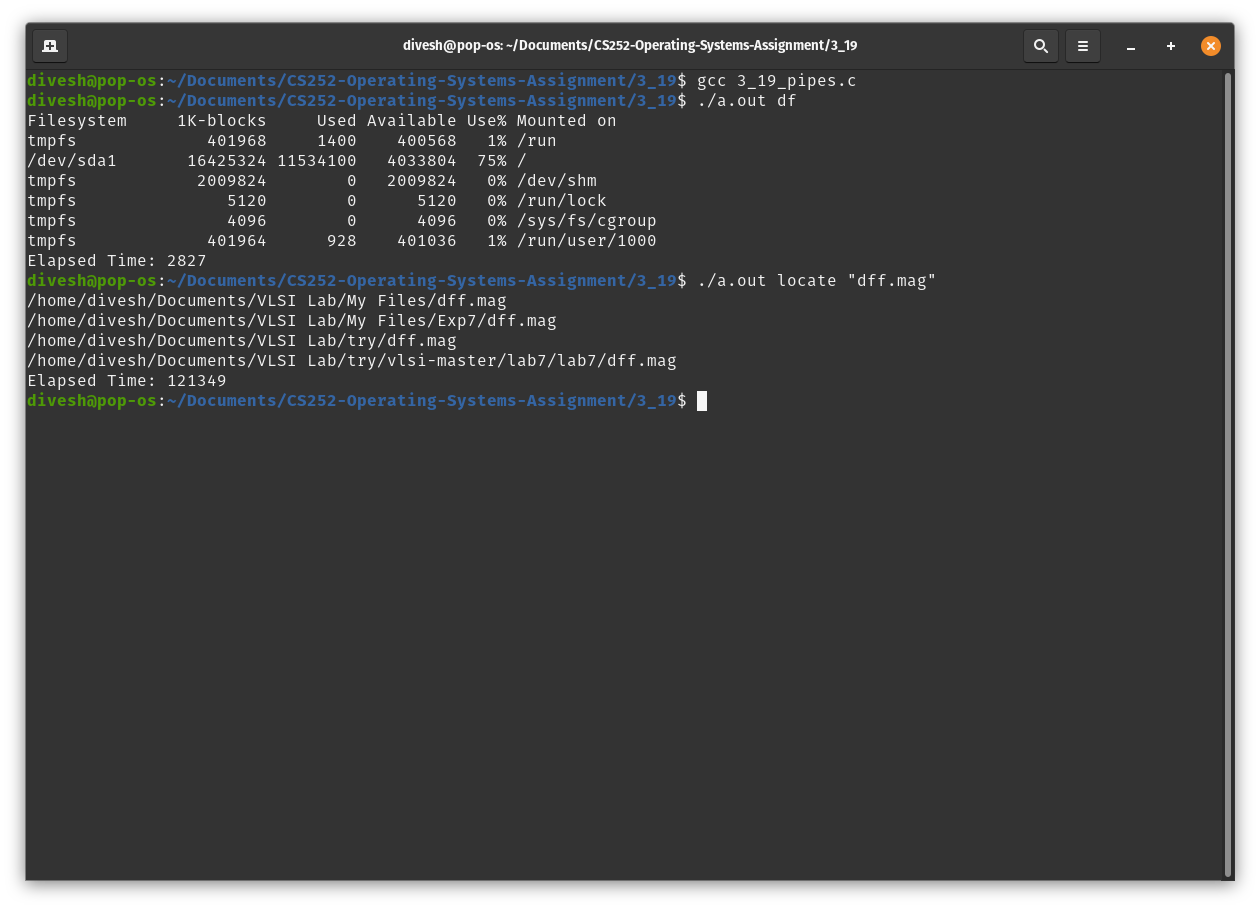 divesh@pop-os: ~/Documents/CS252-Operating-Systems-Assignment/3_19
divesh@pop-os:~/Documents/CS252-Operating-Systems-Assignment/3_19$ gcc 3_19_pipes.c
divesh@pop-os:~/Documents/CS252-Operating-Systems-Assignment/3_19$ ./a.out df
Filesystem     1K-blocks     Used Available Use% Mounted on
tmpfs             401968     1400    400568   1% /run
/dev/sda1       16425324 11534100   4033804  75% /
tmpfs            2009824        0   2009824   0% /dev/shm
tmpfs               5120        0      5120   0% /run/lock
tmpfs               4096        0      4096   0% /sys/fs/cgroup
tmpfs             401964      928    401036   1% /run/user/1000
Elapsed Time: 2827
divesh@pop-os:~/Documents/CS252-Operating-Systems-Assignment/3_19$ ./a.out locate "dff.mag"
/home/divesh/Documents/VLSI Lab/My Files/dff.mag
/home/divesh/Documents/VLSI Lab/My Files/Exp7/dff.mag
/home/divesh/Documents/VLSI Lab/try/dff.mag
/home/divesh/Documents/VLSI Lab/try/vlsi-master/lab7/lab7/dff.mag
Elapsed Time: 121349
divesh@pop-os:~/Documents/CS252-Operating-Systems-Assignment/3_19$